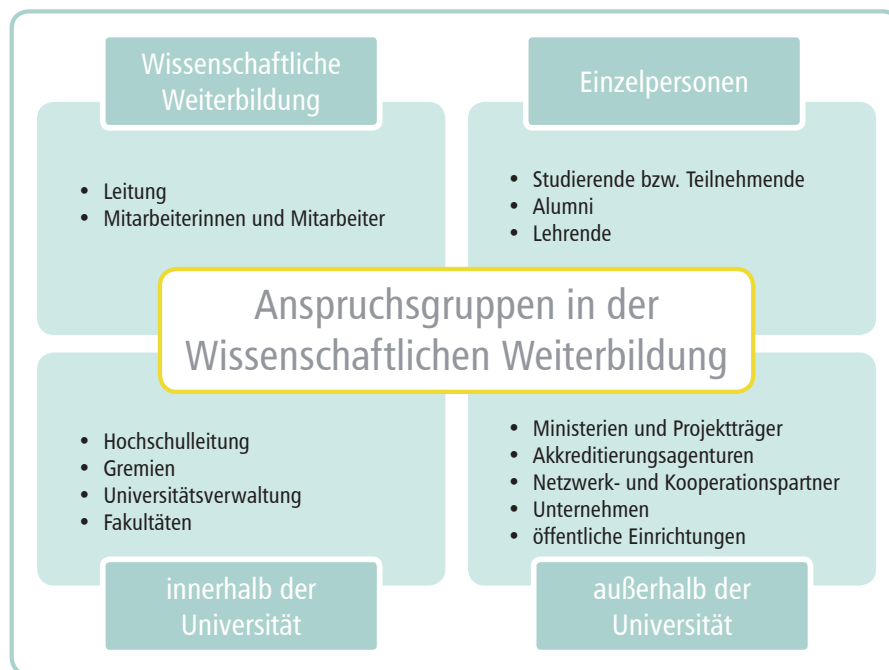 Wissenschaftliche
Weiterbildung
• Leitung
• Mitarbeiterinnen und Mitarbeiter
Einzelpersonen
• Studierende bzw. Teilnehmende
• Alumni
• Lehrende
Anspruchsgruppen in der
Wissenschaftlichen Weiterbildung
• Hochschulleitung
• Gremien
• Universitätsverwaltung
• Fakultäten
innerhalb der
Universität
• Ministerien und Projektträger
• Akkreditierungsagenturen
• Netzwerk- und Kooperationspartner
• Unternehmen
• öffentliche Einrichtungen
außerhalb der
Universität